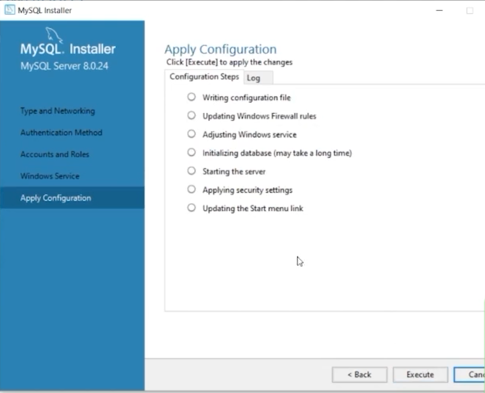 MySQL Installer
MySQL. Installer
MySQL Server 8.0.24
Type and Networking
Authentication Method
Accounts and Roles
Windows Service
Apply Configuration
Apply Configuration
Click [Execute] to apply the changes
Configuration Steps Log
Writing configuration file
Updating Windows Firewall rules
Adjusting Windows service
Initializing database (may take a long time)
Starting the server
Applying security settings
Updating the Start menu link
< Back Execute Canc